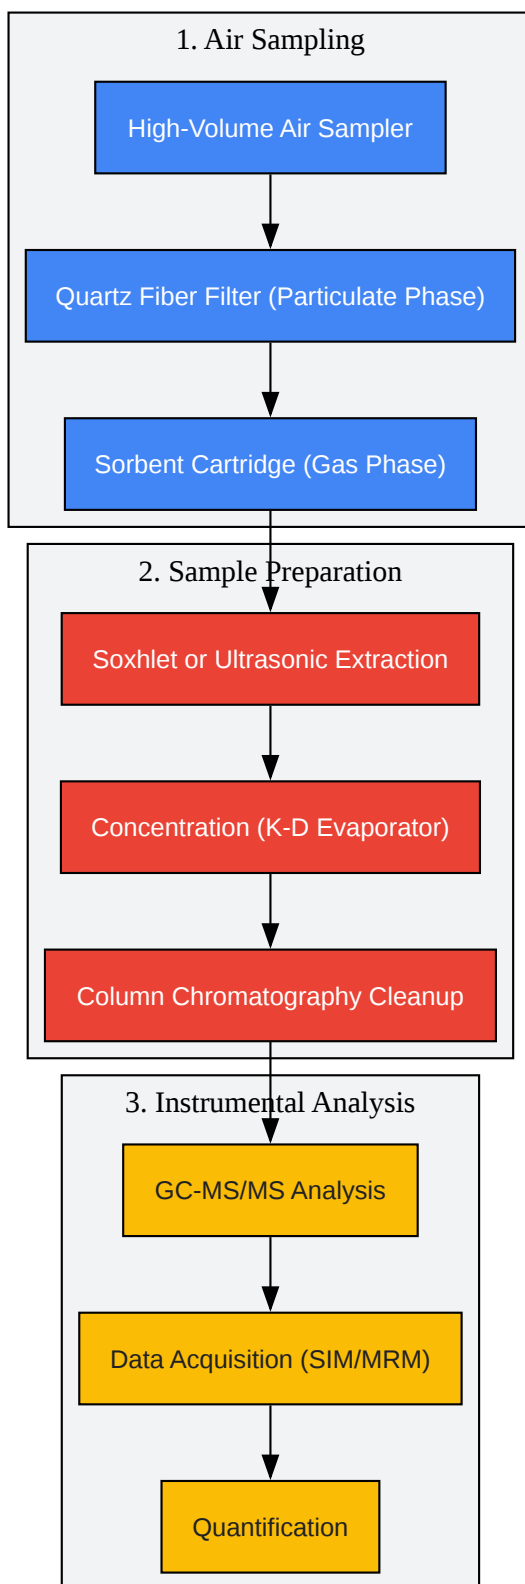 1. Air Sampling
High-Volume Air Sampler
Quartz Fiber Filter (Particulate Phase)
Sorbent Cartridge (Gas Phase)
2. Sample Preparation
Soxhlet or Ultrasonic Extraction
Concentration (K-D Evaporator)
Column Chromatography Cleanup
3. Instrumental Analysis
GC-MS/MS Analysis
Data Acquisition (SIM/MRM)
Quantification